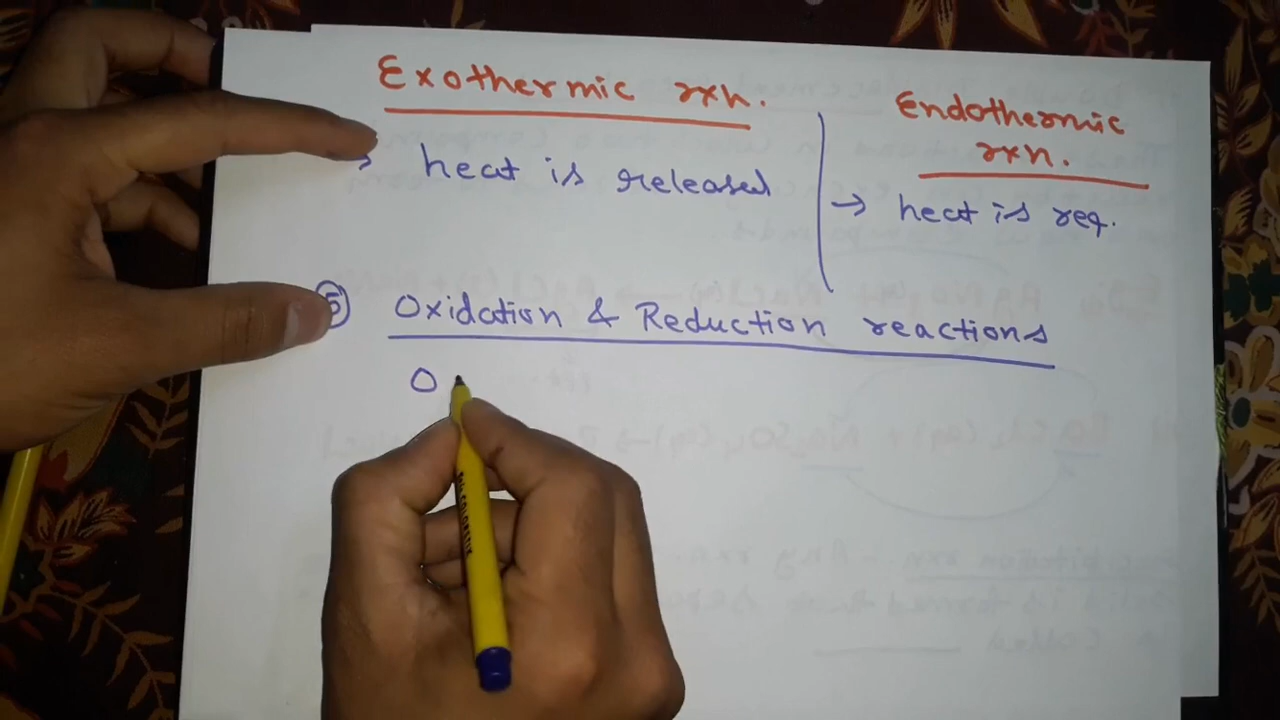 Exothermic rxn.
→ heat is released
Endothermic
rxn.
→ heat is req.
⑤ Oxidation & Reduction reactions
O